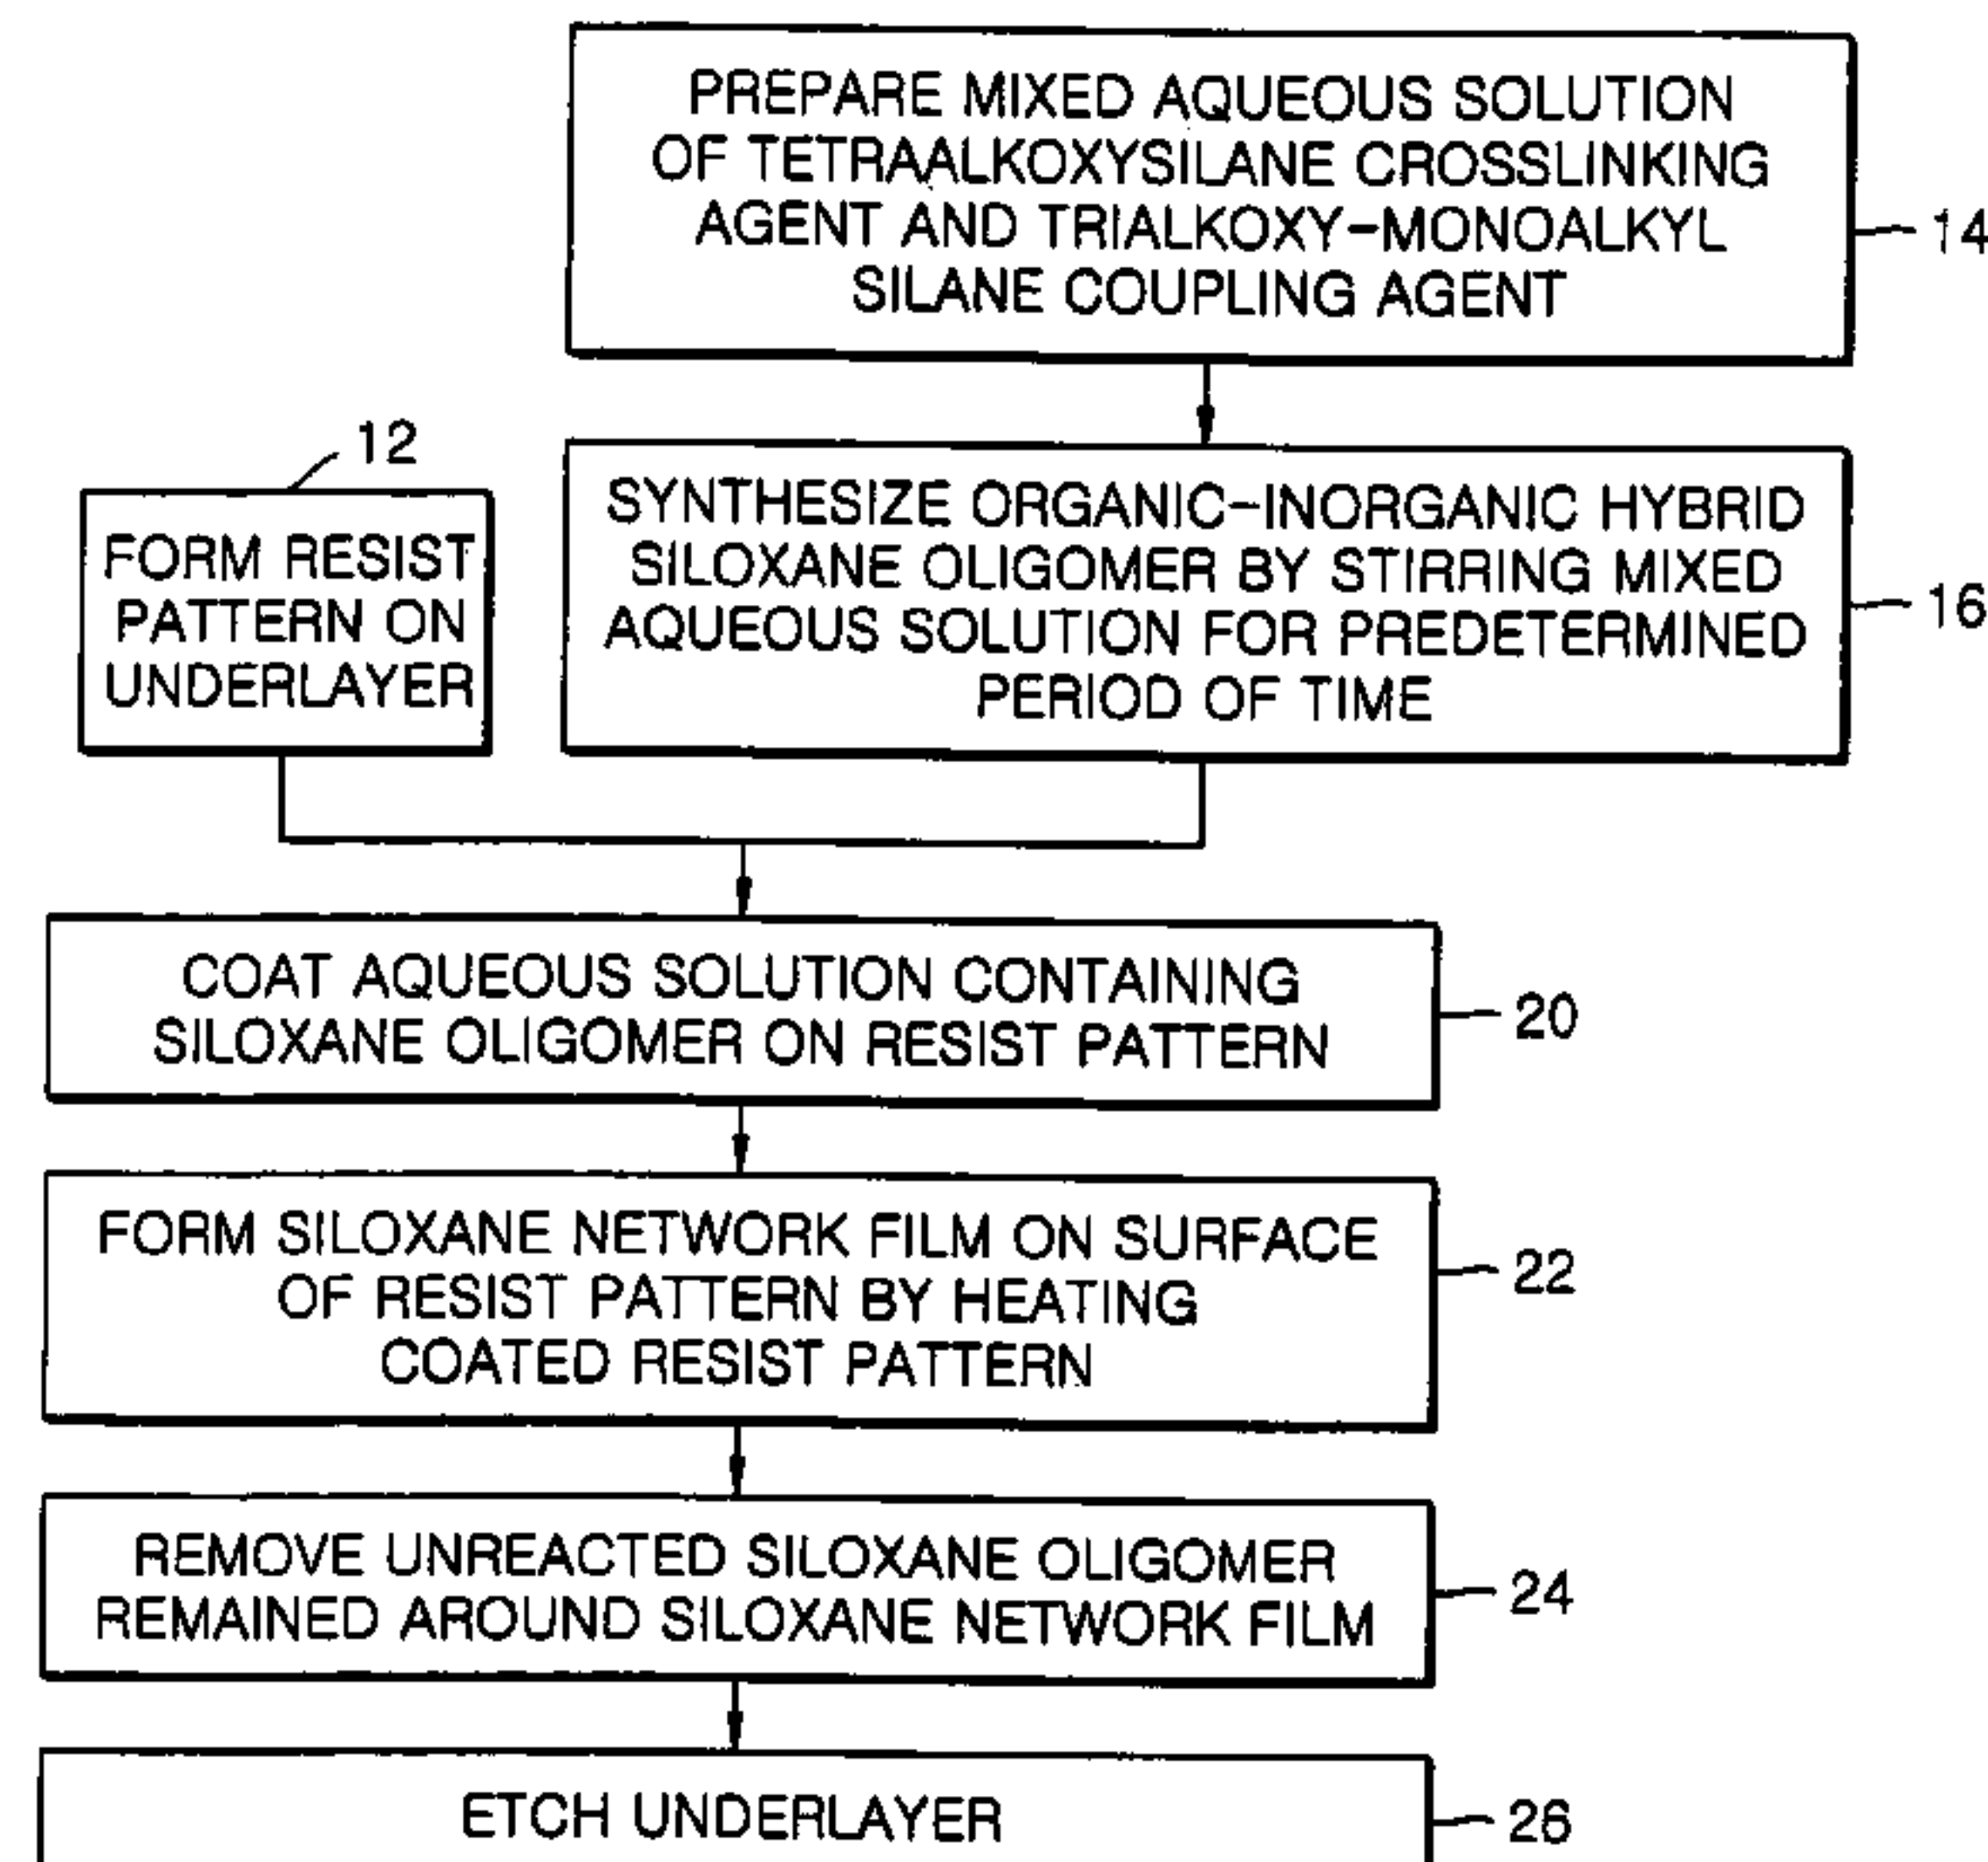 PREPARE MIXED AQUEOUS SOLUTION
OF TETRAALKOXYSILANE CROSSLINKING
AGENT AND TRIALKOXY-MONOALKYL
SILANE COUPLING AGENT
14
12
FORM RESIST
PATTERN ON
UNDERLAYER
SYNTHESIZE ORGANIC-INORGANIC HYBRID
SILOXANE OLIGOMER BY STIRRING MIXED
AQUEOUS SOLUTION FOR PREDETERMINED
PERIOD OF TIME
16
COAT AQUEOUS SOLUTION CONTAINING
SILOXANE OLIGOMER ON RESIST PATTERN
20
FORM SILOXANE NETWORK FILM ON SURFACE
OF RESIST PATTERN BY HEATING
COATED RESIST PATTERN
22
REMOVE UNREACTED SILOXANE OLIGOMER
REMAINED AROUND SILOXANE NETWORK FILM
24
ETCH UNDERLAYER
26